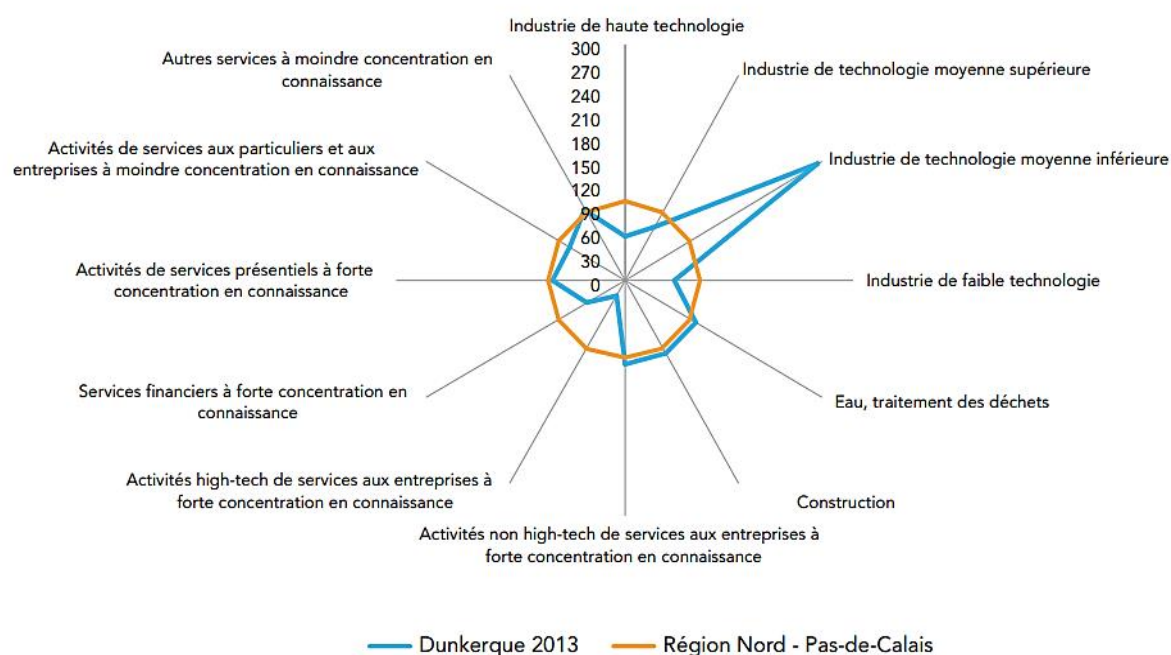 Industrie de haute technologie
300
270
240
210
180
150
120
90
60
30
0
Industrie de technologie moyenne supérieure
Industrie de technologie moyenne inférieure
Industrie de faible technologie
Eau, traitement des déchets
Construction
Activités non high-tech de services aux entreprises à
forte concentration en connaissance
Activités high-tech de services aux entreprises à
forte concentration en connaissance
Services financiers à forte concentration en
connaissance
Activités de services présentiels à forte
concentration en connaissance
Activités de services aux particuliers et aux
entreprises à moindre concentration en connaissance
Autres services à moindre concentration en
connaissance
Dunkerque 2013
Région Nord - Pas-de-Calais